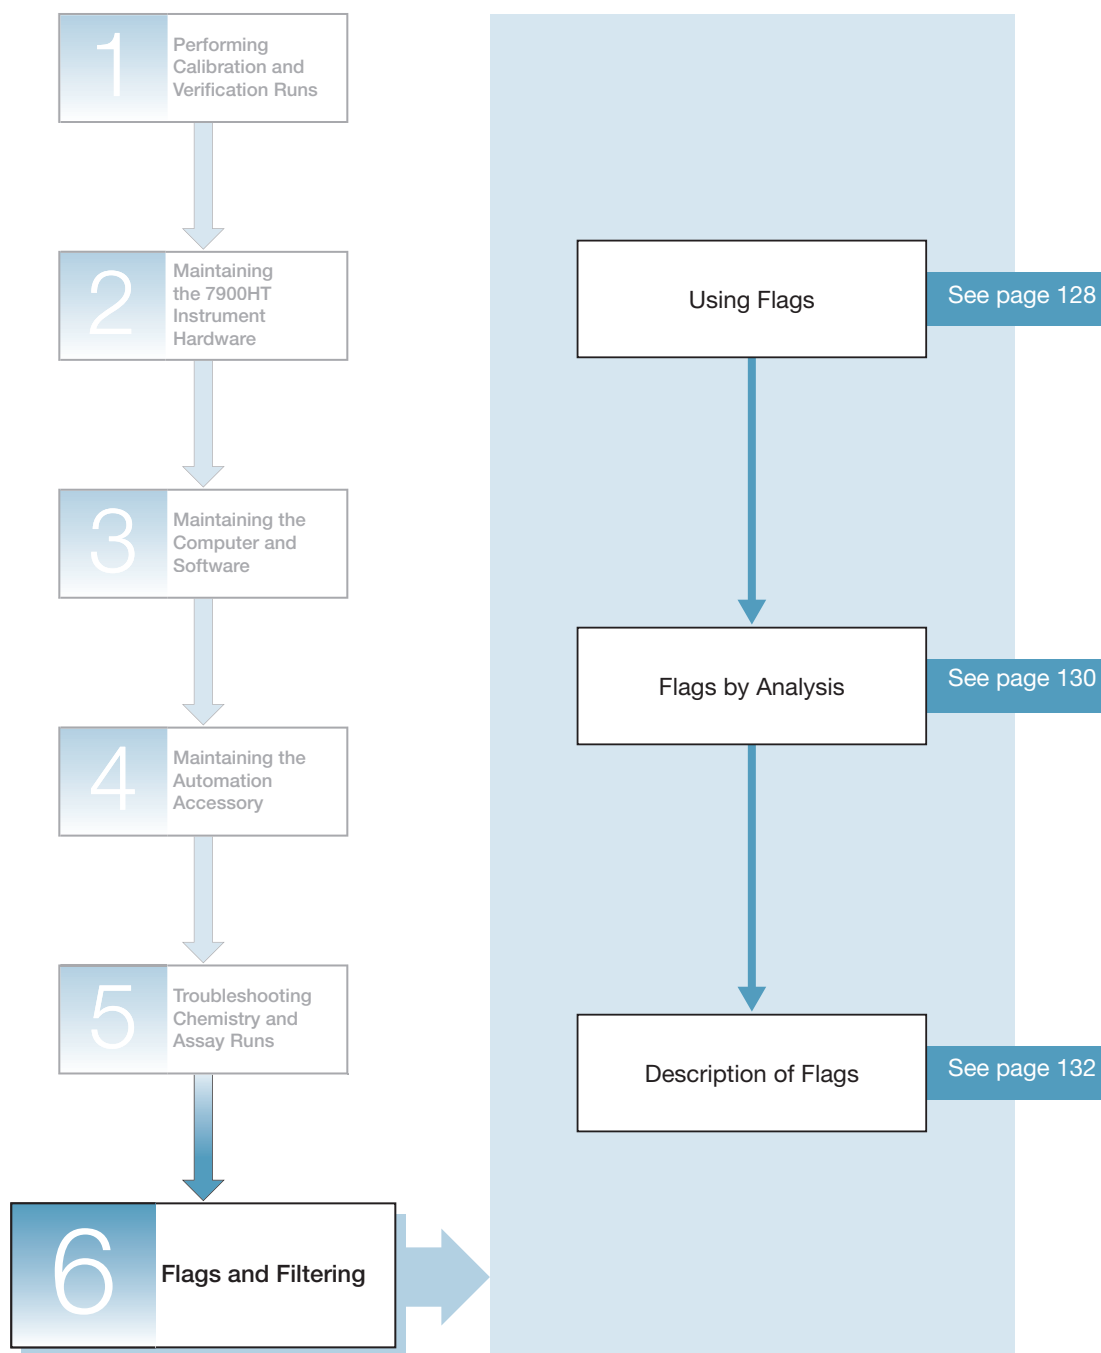 1
Performing
Calibration and
Verification Runs
2
Maintaining
the 7900HT
Instrument
Hardware
3
Maintaining the
Computer and
Software
4
Maintaining the
Automation
Accessory
5
Troubleshooting
Chemistry and
Assay Runs
6
Flags and Filtering
Using Flags
See page 128
Flags by Analysis
See page 130
Description of Flags
See page 132